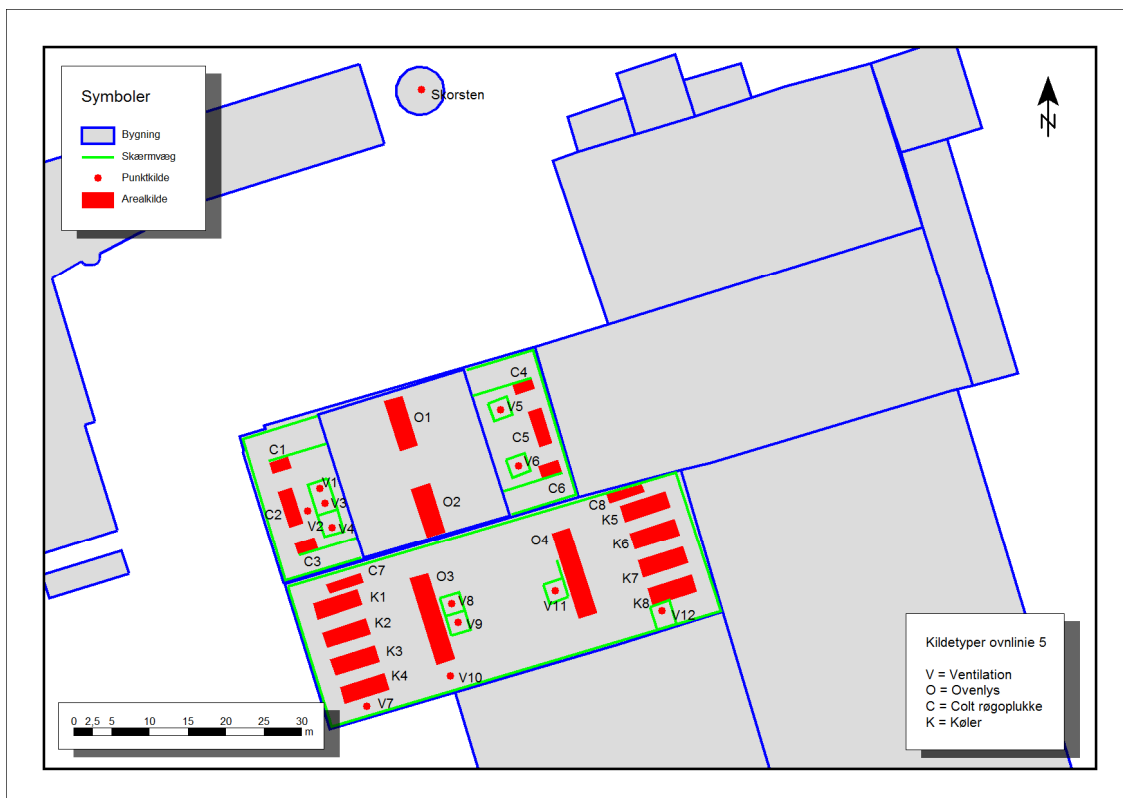 Symboler
Bygning
Skærmvæg
Punktkilde
Arealkilde
Skorsten
N
C4
V5
O1
C5
C1
V6
V1
C6
O2
V3
C2
V2
V4
C8
K5
C3
O4
K6
C7
O3
K7
K1
V8
V11
K8
K2
V9
V12
K3
K4
V10
V7
0 2,5 5 10 15 20 25 30
m
Kildetyper ovnlinie 5
V = Ventilation
O = Ovenlys
C = Colt røgoplukke
K = Køler